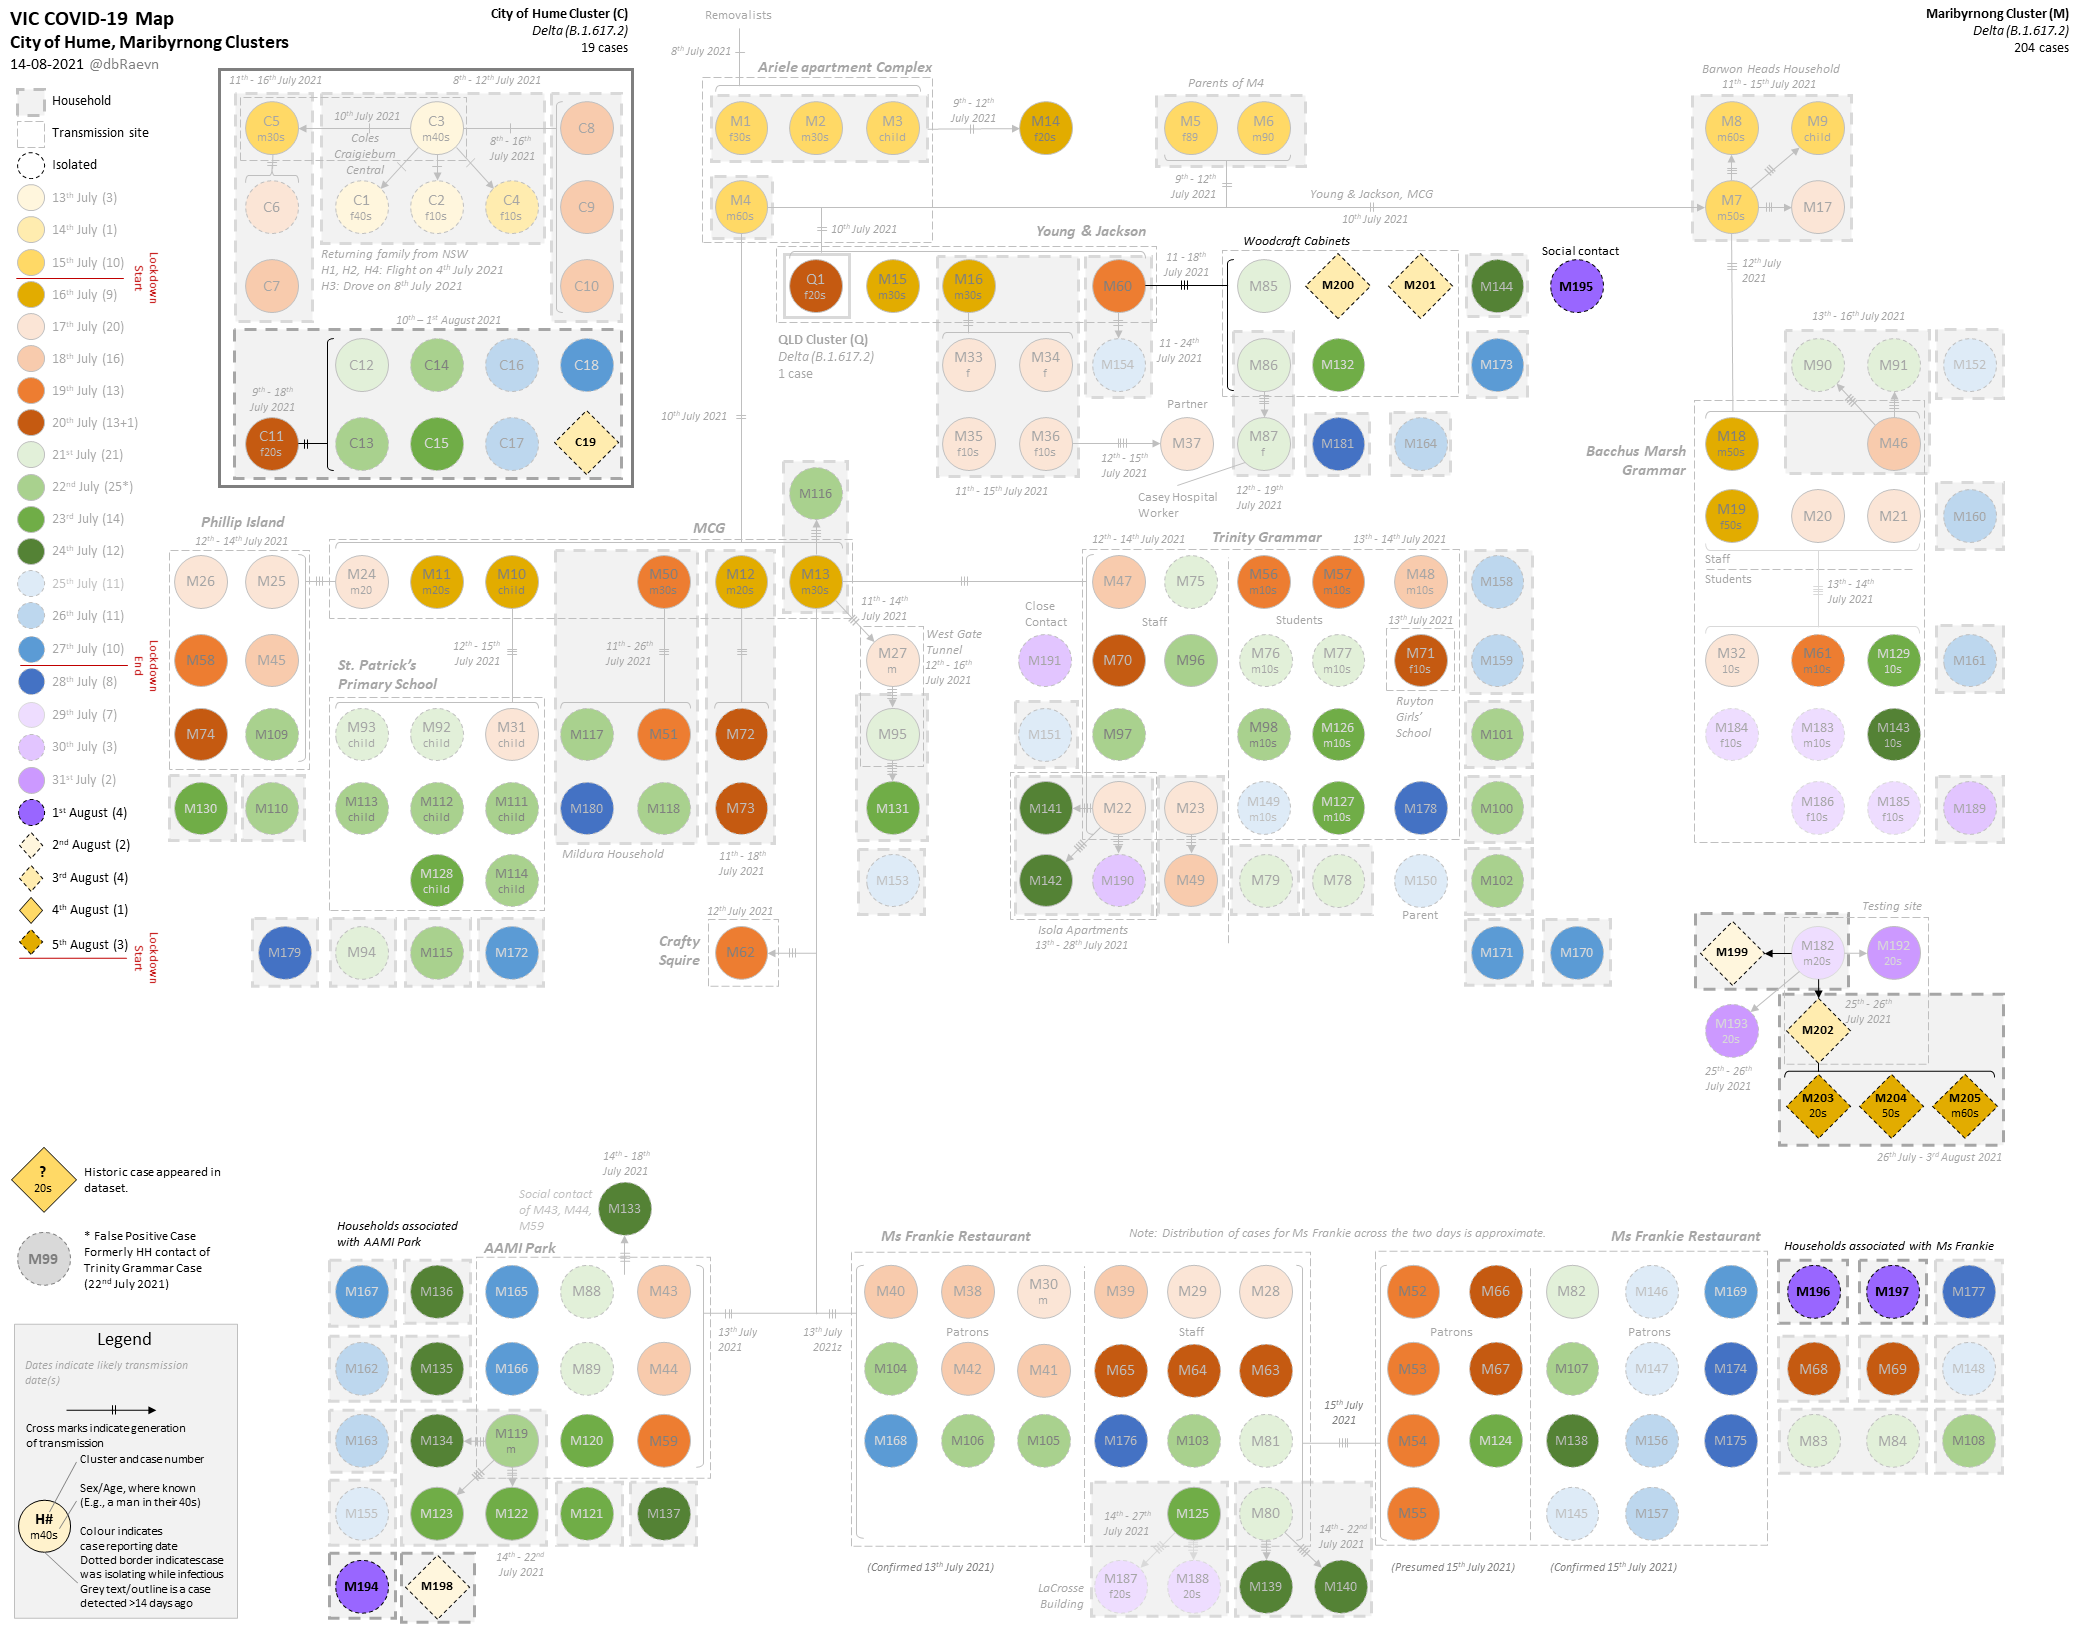 VIC COVID-19 Map
City of Hume, Maribyrnong Clusters
14-08-2021 @dbRaevn
City of Hume Cluster (C)
Delta (B.1.617.2)
19 cases
Maribyrnong Cluster (M)
Delta (B.1.617.2)
204 cases
Household
Transmission site
Isolated
13th July (3)
14th July (1)
15th July (10)
Lockdown Start
16th July (9)
17th July (20)
18th July (16)
19th July (13)
20th July (13+1)
21st July (21)
22nd July (25*)
23rd July (14)
24th July (12)
25th July (11)
26th July (11)
27th July (10)
Lockdown End
28th July (8)
29th July (7)
30th July (3)
31st July (2)
1st August (4)
2nd August (2)
3rd August (4)
4th August (1)
5th August (3)
Lockdown Start
11th - 16th July 2021
8th - 12th July 2021
C5 m30s
10th July 2021
Coles Craigieburn Central
C3 m40s
8th - 16th July 2021
C8
C6
C1 f40s
C2 f10s
C4 f10s
C9
C7
Returning family from NSW
H1, H2, H4: Flight on 4th July 2021
H3: Drove on 8th July 2021
C10
10th – 1st August 2021
C12
C14
C16
C18
9th - 18th July 2021
C11 f20s
C13
C15
C17
C19
Removalists
8th July 2021
Ariele apartment Complex
M1 f30s
M2 m30s
M3 child
9th - 12th July 2021
M14 f20s
M4 m60s
Parents of M4
M5 f89
M6 m90
9th - 12th July 2021
Young & Jackson, MCG
10th July 2021
Barwon Heads Household
11th - 15th July 2021
M8 m60s
M9 child
M7 m50s
M17
12th July 2021
10th July 2021
Young & Jackson
Q1 f20s
M15 m30s
M16 m30s
M60
QLD Cluster (Q)
Delta (B.1.617.2)
1 case
M33 f
M34 f
M154
M35 f10s
M36 f10s
11th - 15th July 2021
11 - 18th July 2021
11 - 24th July 2021
Partner
M37
12th - 15th July 2021
Woodcraft Cabinets
M85
M200
M201
M144
Social contact
M195
M86
M132
M173
M87 f
M181
M164
Casey Hospital Worker
12th - 19th July 2021
13th - 16th July 2021
M90
M91
M152
Bacchus Marsh Grammar
M18 m50s
M46
M19 f50s
M20
M21
M160
Staff
Students
13th - 14th July 2021
M32 10s
M61 m10s
M129 10s
M161
M184 f10s
M183 m10s
M143 10s
M186 f10s
M185 f10s
M189
10th July 2021
M116
Phillip Island
12th - 14th July 2021
M26
M25
M58
M45
M74
M109
M130
M110
MCG
M24 m20
M11 m20s
M10 child
M50 m30s
M12 m20s
M13 m30s
12th - 15th July 2021
11th - 26th July 2021
St. Patrick's Primary School
M93 child
M92 child
M31 child
M113 child
M112 child
M111 child
M128 child
M114 child
M179
M94
M115
M172
M117
M51
M180
M118
Mildura Household
M72
M73
11th - 18th July 2021
11th - 14th July 2021
M27 m
West Gate Tunnel
12th - 16th July 2021
M95
M131
M153
12th July 2021
Crafty Squire
M62
12th - 14th July 2021
Trinity Grammar
13th - 14th July 2021
M47
M75
M56 m10s
M57 m10s
M48 m10s
M158
Close Contact
M191
Staff
Students
13th July 2021
M70
M96
M76 m10s
M77 m10s
M71 f10s
M159
Ruyton Girls' School
M151
M97
M98 m10s
M126 m10s
M101
M141
M22
M23
M149 m10s
M127 m10s
M178
M100
M142
M190
M49
M79
M78
M150
Parent
M102
Isola Apartments
13th - 28th July 2021
M171
M170
Testing site
M199
M182 m20s
M192 20s
M193 20s
25th - 26th July 2021
M202
25th - 26th July 2021
M203 20s
M204 50s
M205 m60s
26th July - 3rd August 2021
? 20s
Historic case appeared in dataset.
M99
* False Positive Case
Formerly HH contact of
Trinity Grammar Case
(22nd July 2021)
Legend
Dates indicate likely transmission date(s)
Cross marks indicate generation of transmission
Cluster and case number
Sex/Age, where known
(E.g., a man in their 40s)
H# m40s
Colour indicates case reporting date
Dotted border indicates case was isolating while infectious
Grey text/outline is a case detected >14 days ago
14th - 18th July 2021
Social contact of M43, M44, M59
M133
Households associated with AAMI Park
AAMI Park
M167
M136
M165
M88
M43
M162
M135
M166
M89
M44
M163
M134
M119 m
M120
M59
M155
M123
M122
M121
M137
M194
M198
14th - 22nd July 2021
13th July 2021
13th July 2021z
Ms Frankie Restaurant
Note: Distribution of cases for Ms Frankie across the two days is approximate.
Ms Frankie Restaurant
M40
M38
M30 m
M39
M29
M28
Patrons
Staff
M104
M42
M41
M65
M64
M63
M168
M106
M105
M176
M103
M81
14th - 27th July 2021
M125
M80
14th - 22nd July 2021
(Confirmed 13th July 2021)
LaCrosse Building
M187 f20s
M188 20s
M139
M140
15th July 2021
M52
M66
M82
M146
M169
Patrons
Patrons
M53
M67
M107
M147
M174
M54
M124
M138
M156
M175
M55
M145
M157
(Presumed 15th July 2021)
(Confirmed 15th July 2021)
Households associated with Ms Frankie
M196
M197
M177
M68
M69
M148
M83
M84
M108